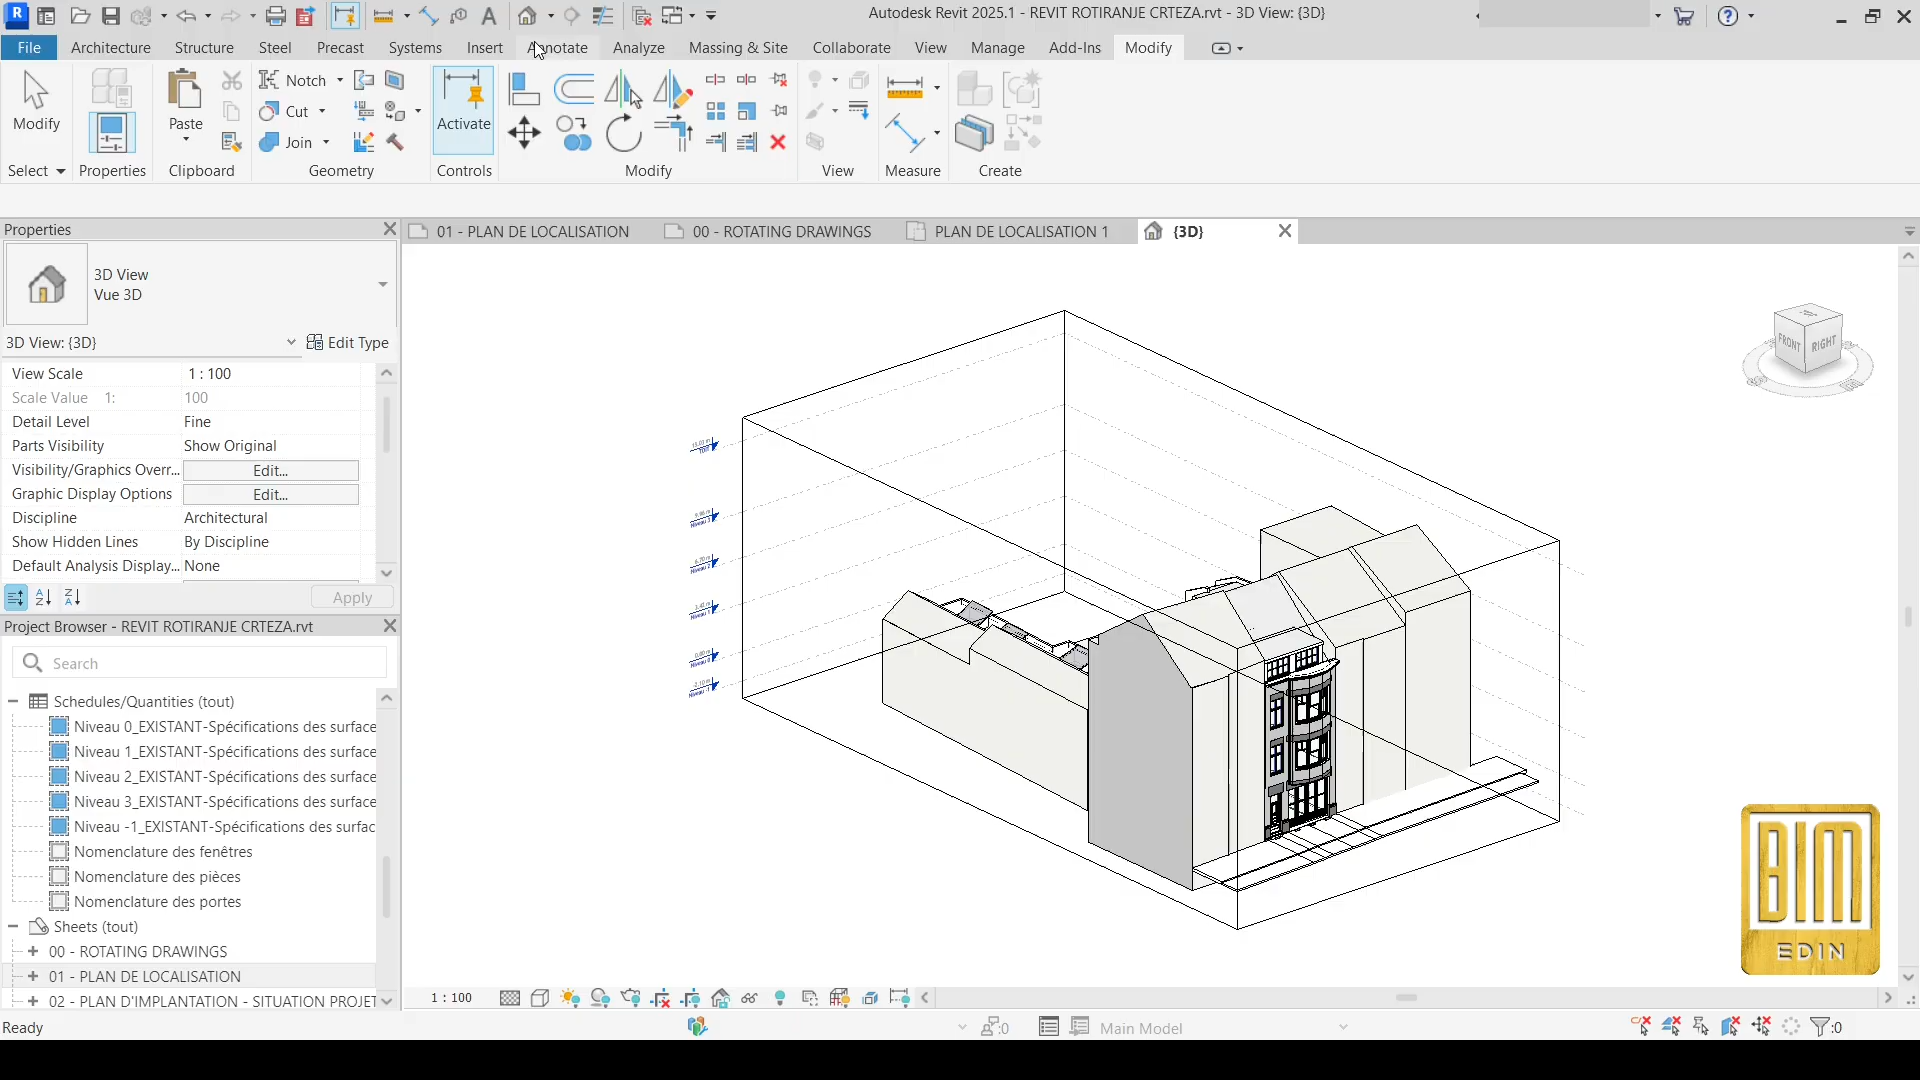 Autodesk Revit 2025.1 - REVIT ROTIRANJE CRTEZA.rvt - 3D View: {3D}
File Architecture Structure Steel Precast Systems Insert Annotate Analyze Massing & Site Collaborate View Manage Add-Ins Modify
Modify
Paste
Notch
Cut
Join
Activate
Select Properties Clipboard Geometry Controls Modify View Measure Create
Properties
01 - PLAN DE LOCALISATION
00 - ROTATING DRAWINGS
PLAN DE LOCALISATION 1
{3D}
3D View
Vue 3D
3D View: {3D}
Edit Type
View Scale 1 : 100
Scale Value 1: 100
Detail Level Fine
Parts Visibility Show Original
Visibility/Graphics Overr... Edit...
Graphic Display Options Edit...
Discipline Architectural
Show Hidden Lines By Discipline
Default Analysis Display... None
Apply
Project Browser - REVIT ROTIRANJE CRTEZA.rvt
Search
Schedules/Quantities (tout)
Niveau 0_EXISTANT-Spécifications des surface
Niveau 1_EXISTANT-Spécifications des surface
Niveau 2_EXISTANT-Spécifications des surface
Niveau 3_EXISTANT-Spécifications des surface
Niveau -1_EXISTANT-Spécifications des surfac
Nomenclature des fenêtres
Nomenclature des pièces
Nomenclature des portes
Sheets (tout)
00 - ROTATING DRAWINGS
01 - PLAN DE LOCALISATION
02 - PLAN D'IMPLANTATION - SITUATION PROJET
FRONT
RIGHT
BIM
EDIN
1 : 100
Ready
:0
Main Model
:0